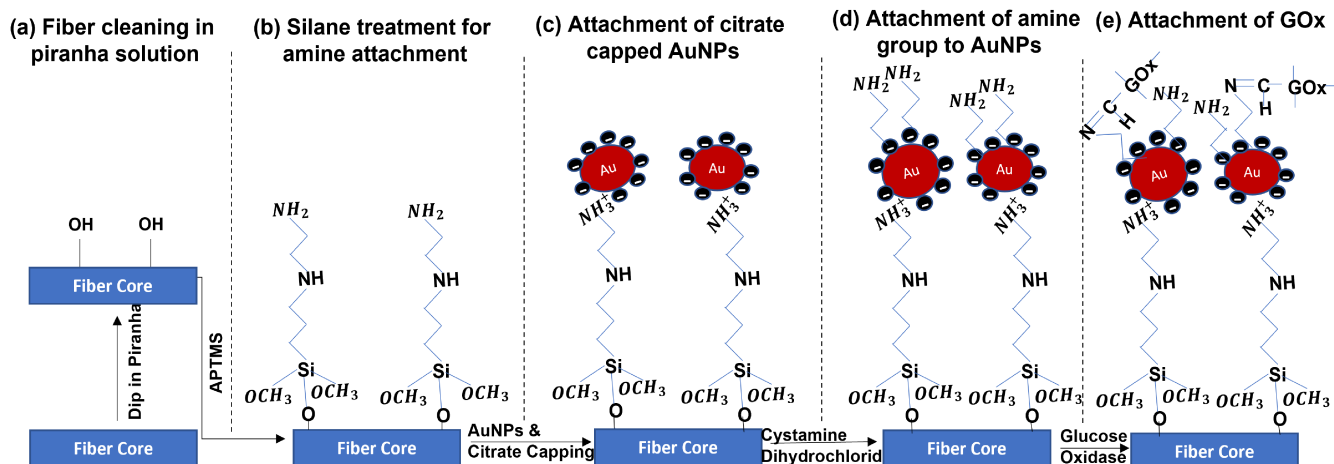 (a) Fiber cleaning in
piranha solution
OH
OH
Fiber Core
Dip in Piranha
Fiber Core
APTMS
(b) Silane treatment for
amine attachment
NH₂
NH₂
NH
NH
Si
Si
OCH₃
OCH₃
OCH₃
OCH₃
O
O
Fiber Core
AuNPs &
Citrate Capping
(c) Attachment of citrate
capped AuNPs
Au
Au
NH₃⁺
NH₃⁺
NH
NH
Si
Si
OCH₃
OCH₃
OCH₃
OCH₃
O
O
Fiber Core
Cystamine
Dihydrochlorid
(d) Attachment of amine
group to AuNPs
NH₂
NH₂
NH₂
NH₂
Au
Au
NH₃⁺
NH₃⁺
NH
NH
Si
Si
OCH₃
OCH₃
OCH₃
OCH₃
O
O
Fiber Core
Glucose
Oxidase
(e) Attachment of GOx
GOx
C
H
N
NH₂
N
C
H
GOx
NH₂
Au
Au
NH₃⁺
NH₃⁺
NH
NH
Si
Si
OCH₃
OCH₃
OCH₃
OCH₃
O
O
Fiber Core